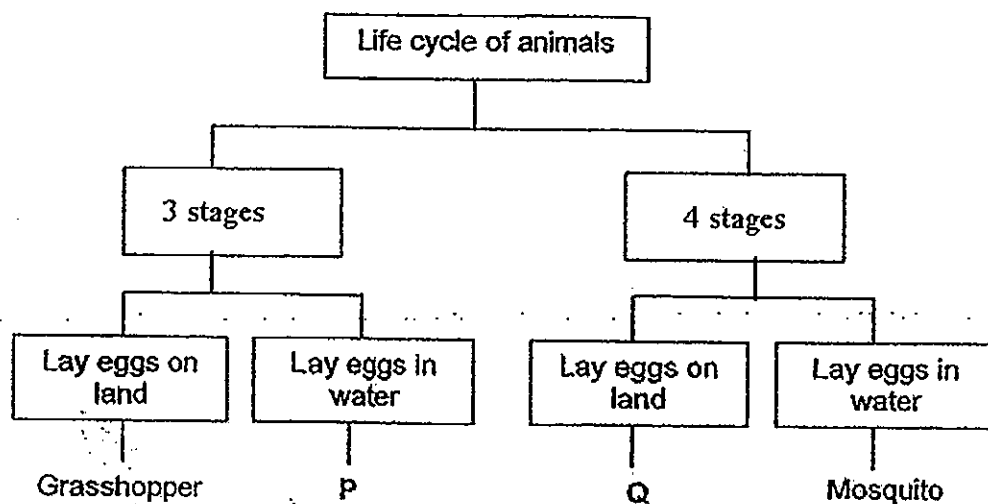 Life cycle of animals
3 stages
4 stages
Lay eggs on
land
Lay eggs in
water
Lay eggs on
land
Lay eggs in
water
Grasshopper
P
Q
Mosquito